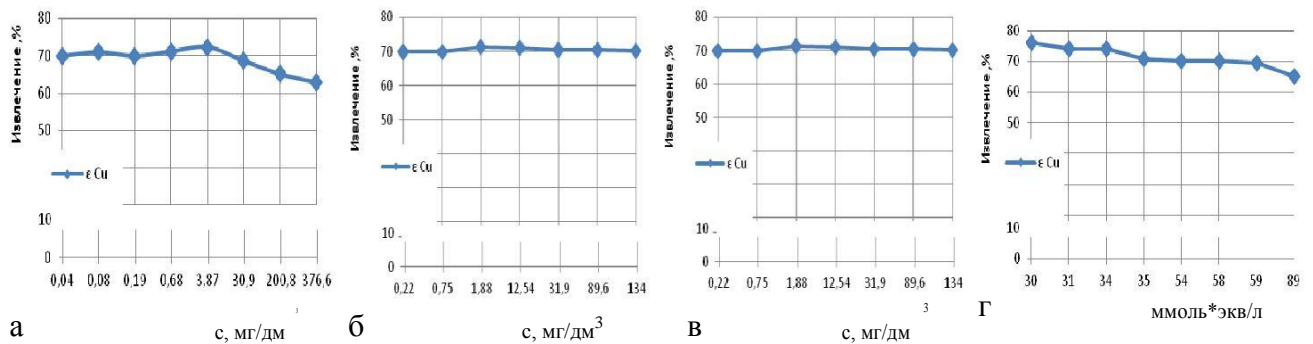 Извлечение ,%
80
70
60
50
10
0
ε Cu
0,04 0,08 0,19 0,68 3,87 30,9 200,8 376,6
а
с, мг/дм 3
Извлечение ,%
80
70
60
50
10
0
ε Cu
0,22 0,75 1,88 12,54 31,9 89,6 134
б
с, мг/дм3
Извлечение ,%
80
70
60
50
10
0
ε Cu
0,22 0,75 1,88 12,54 31,9 89,6 134
в
с, мг/дм 3
Извлечение ,%
80
70
60
50
10
0
ε Cu
30 31 34 35 54 58 59 89
г
ммоль*экв/л